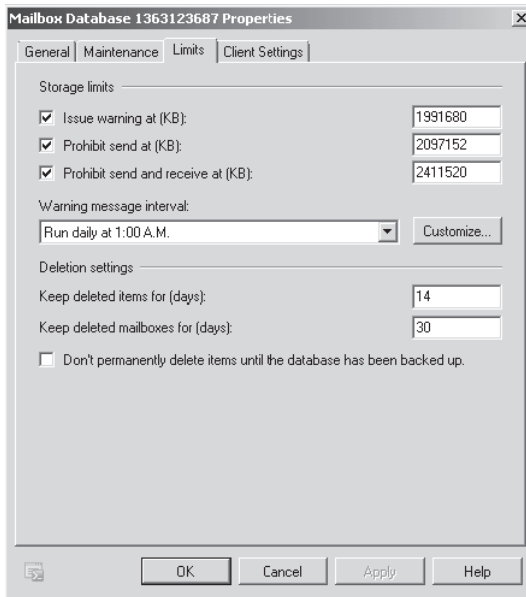 Mailbox Database 1363123687 Properties
General Maintenance Limits Client Settings
Storage limits
Issue warning at (KB): 1991680
Prohibit send at (KB): 2097152
Prohibit send and receive at (KB): 2411520
Warning message interval:
Run daily at 1:00 A.M. Customize...
Deletion settings
Keep deleted items for (days): 14
Keep deleted mailboxes for (days): 30
Don't permanently delete items until the database has been backed up.
OK Cancel Apply Help